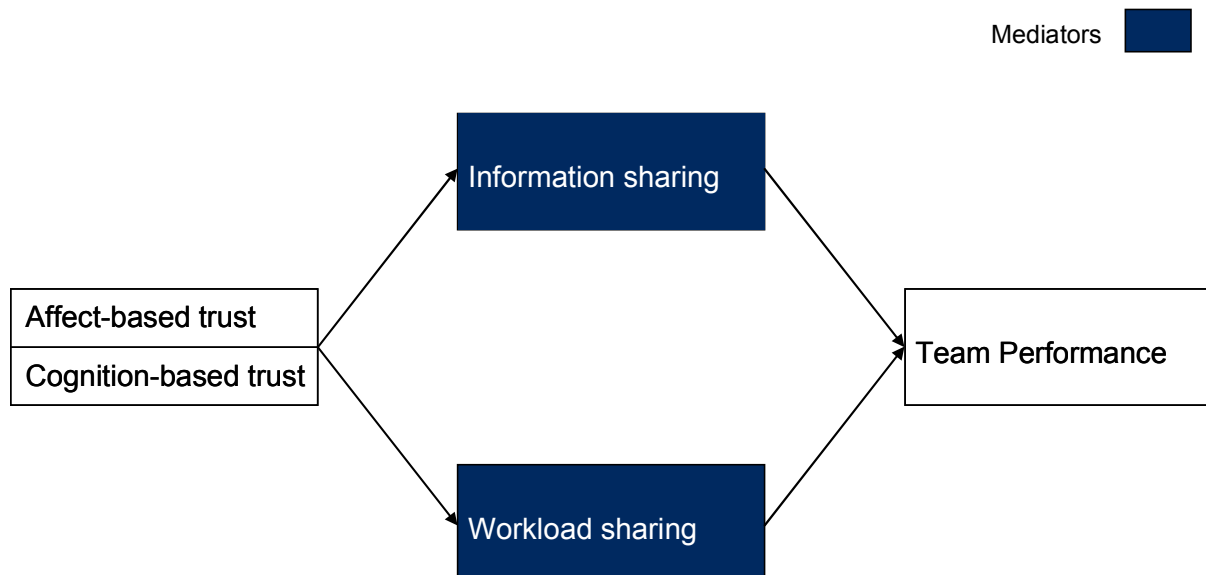 Mediators
Information sharing
Affect-based trust
Cognition-based trust
Team Performance
Workload sharing